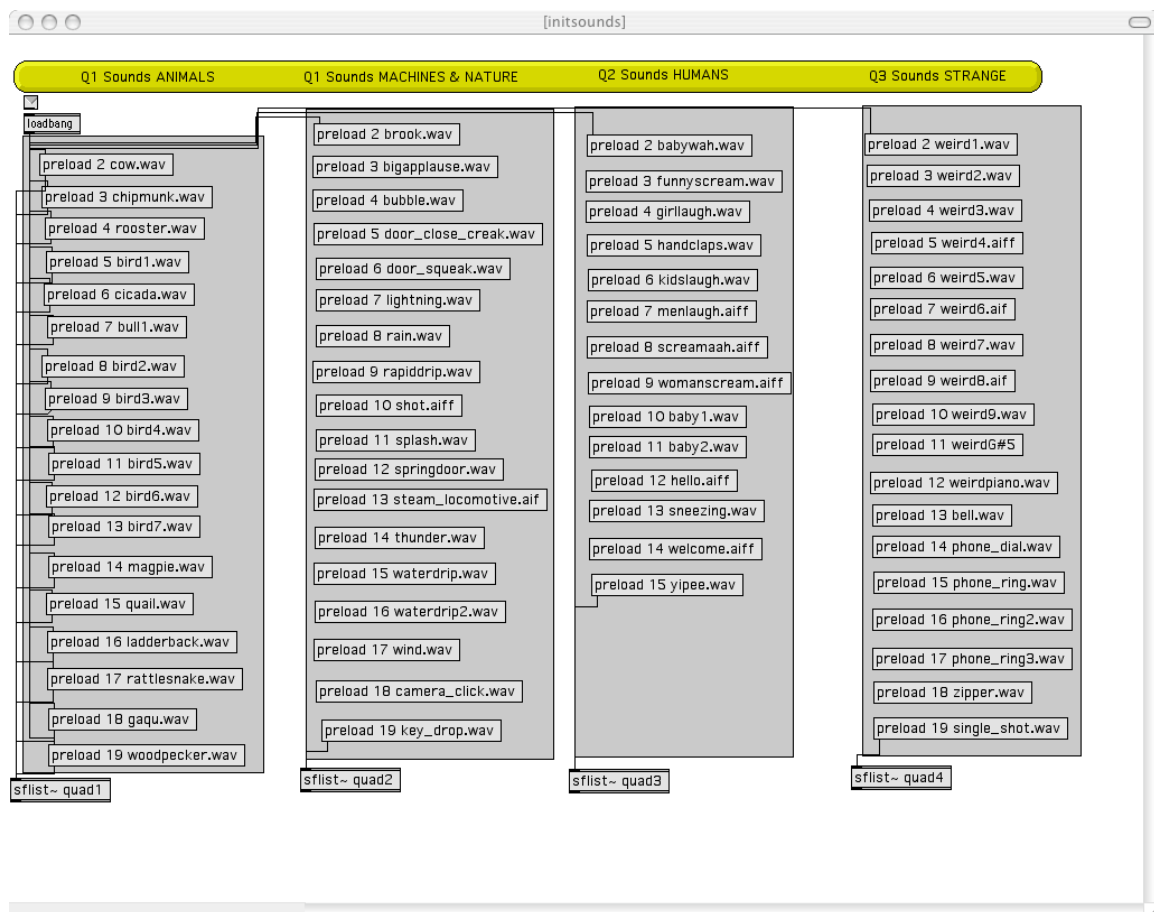 [initsounds]
Q1 Sounds ANIMALS
Q1 Sounds MACHINES & NATURE
Q2 Sounds HUMANS
Q3 Sounds STRANGE
loadbang
preload 2 cow.wav
preload 3 chipmunk.wav
preload 4 rooster.wav
preload 5 bird1.wav
preload 6 cicada.wav
preload 7 bull1.wav
preload 8 bird2.wav
preload 9 bird3.wav
preload 10 bird4.wav
preload 11 bird5.wav
preload 12 bird6.wav
preload 13 bird7.wav
preload 14 magpie.wav
preload 15 quail.wav
preload 16 ladderback.wav
preload 17 rattlesnake.wav
preload 18 gaqu.wav
preload 19 woodpecker.wav
sflist~ quad1
preload 2 brook.wav
preload 3 bigapplause.wav
preload 4 bubble.wav
preload 5 door_close_creak.wav
preload 6 door_squeak.wav
preload 7 lightning.wav
preload 8 rain.wav
preload 9 rapiddrip.wav
preload 10 shot.aiff
preload 11 splash.wav
preload 12 springdoor.wav
preload 13 steam_locomotive.aif
preload 14 thunder.wav
preload 15 waterdrip.wav
preload 16 waterdrip2.wav
preload 17 wind.wav
preload 18 camera_click.wav
preload 19 key_drop.wav
sflist~ quad2
preload 2 babywah.wav
preload 3 funnyscream.wav
preload 4 girllaugh.wav
preload 5 handclaps.wav
preload 6 kidslaugh.wav
preload 7 menlaugh.aiff
preload 8 screamaah.aiff
preload 9 womanscream.aiff
preload 10 baby1.wav
preload 11 baby2.wav
preload 12 hello.aiff
preload 13 sneezing.wav
preload 14 welcome.aiff
preload 15 yipee.wav
sflist~ quad3
preload 2 weird1.wav
preload 3 weird2.wav
preload 4 weird3.wav
preload 5 weird4.aiff
preload 6 weird5.wav
preload 7 weird6.aif
preload 8 weird7.wav
preload 9 weird8.aif
preload 10 weird9.wav
preload 11 weirdG#5
preload 12 weirdpiano.wav
preload 13 bell.wav
preload 14 phone_dial.wav
preload 15 phone_ring.wav
preload 16 phone_ring2.wav
preload 17 phone_ring3.wav
preload 18 zipper.wav
preload 19 single_shot.wav
sflist~ quad4